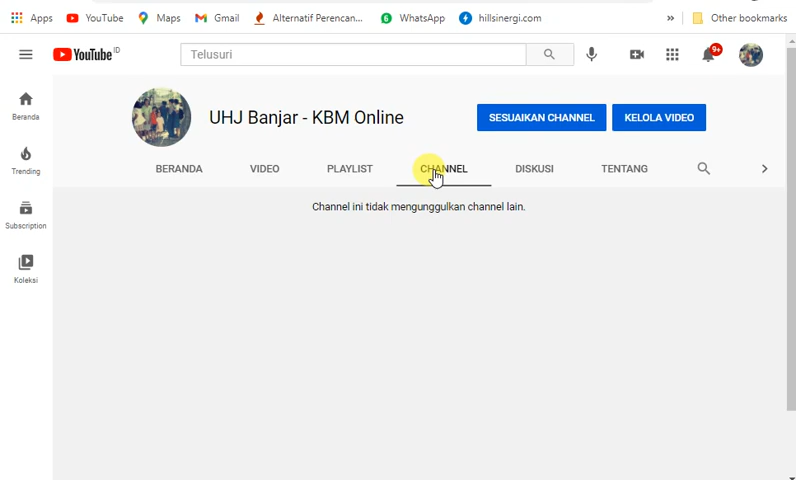 Apps YouTube Maps Gmail Alternatif Perencan... 6 WhatsApp hillsinergi.com » Other bookmarks
YouTube ID Telusuri 9+
UHJ Banjar - KBM Online SESUAIKAN CHANNEL KELOLA VIDEO
BERANDA VIDEO PLAYLIST CHANNEL DISKUSI TENTANG
Channel ini tidak mengunggulkan channel lain.
Beranda
Trending
Subscription
Koleksi